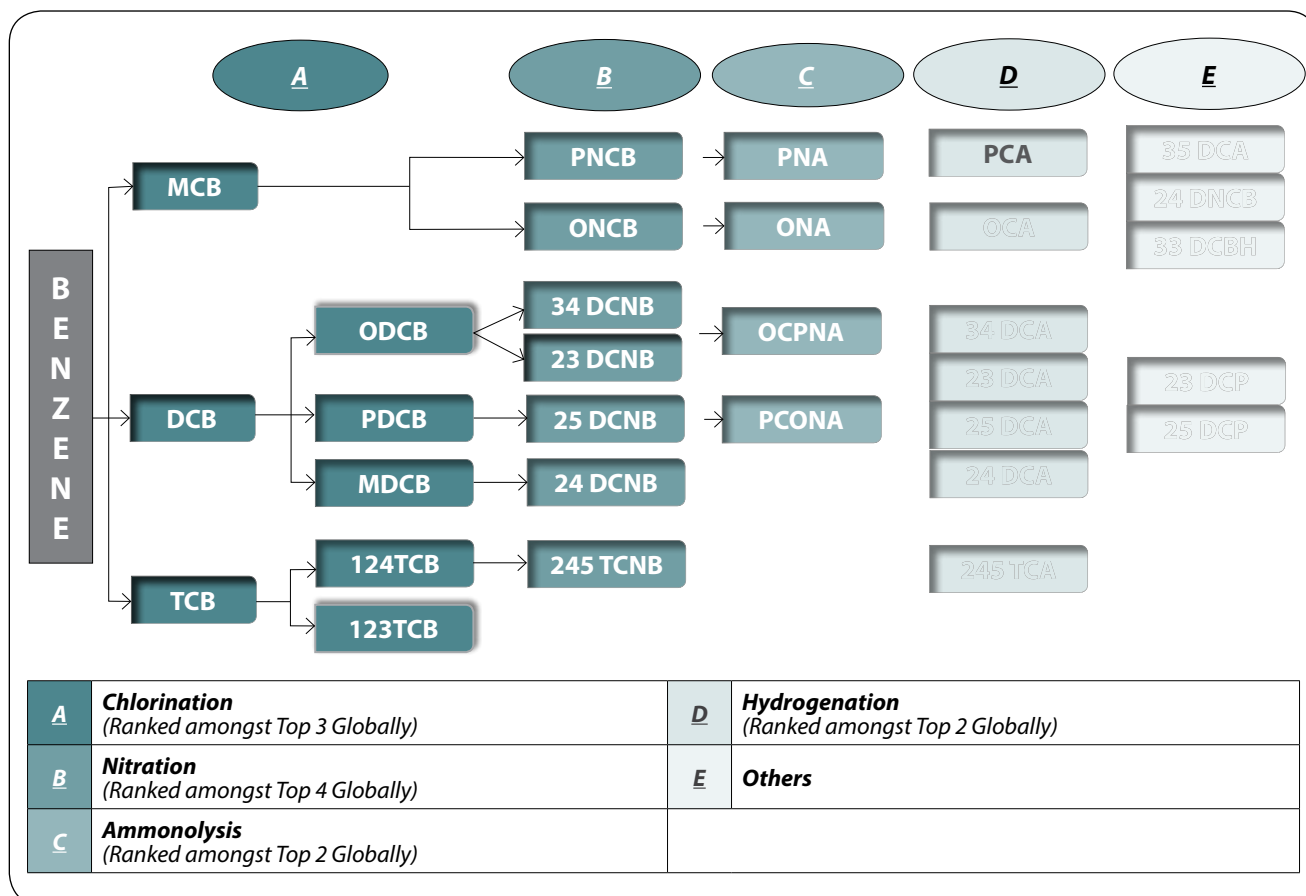 A
B
C
D
E
BENZENE
MCB
PNCB
PNA
PCA
35 DCA
24 DNCB
ONCB
ONA
OCA
33 DCBH
DCB
ODCB
34 DCNB
23 DCNB
OCPNA
34 DCA
23 DCA
23 DCP
PDCB
25 DCNB
PCONA
25 DCA
25 DCP
MDCB
24 DCNB
24 DCA
TCB
124TCB
245 TCNB
245 TCA
123TCB
A
Chlorination
(Ranked amongst Top 3 Globally)
D
Hydrogenation
(Ranked amongst Top 2 Globally)
B
Nitration
(Ranked amongst Top 4 Globally)
E
Others
C
Ammonolysis
(Ranked amongst Top 2 Globally)